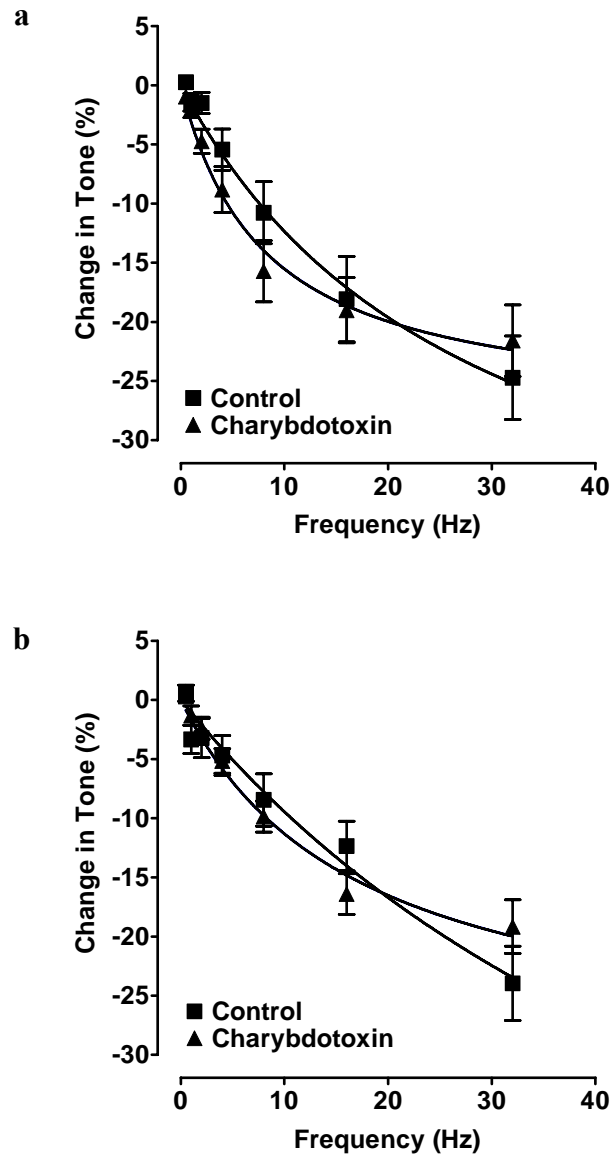 a
5
0
-5
-10
-15
-20
-25
-30
Change in Tone (%)
Control
Charybdotoxin
0 10 20 30 40
Frequency (Hz)
b
5
0
-5
-10
-15
-20
-25
-30
Change in Tone (%)
Control
Charybdotoxin
0 10 20 30 40
Frequency (Hz)